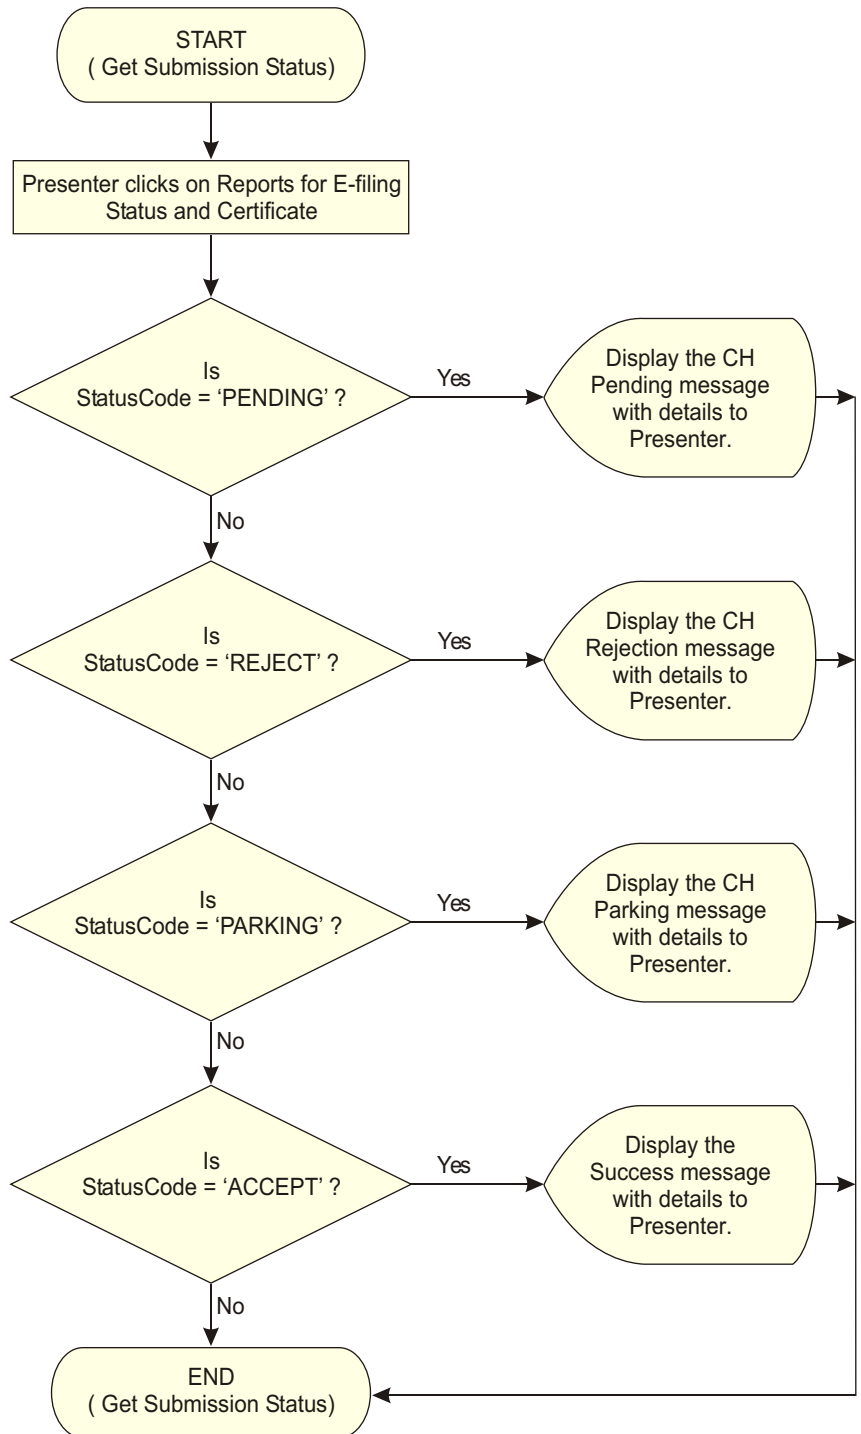 START
( Get Submission Status)
Presenter clicks on Reports for E-filing
Status and Certificate
Is
StatusCode = ‘PENDING’ ?
Yes
Display the CH
Pending message
with details to
Presenter.
No
Is
StatusCode = ‘REJECT’ ?
Yes
Display the CH
Rejection message
with details to
Presenter.
No
Is
StatusCode = ‘PARKING’ ?
Yes
Display the CH
Parking message
with details to
Presenter.
No
Is
StatusCode = ‘ACCEPT’ ?
Yes
Display the
Success message
with details to
Presenter.
No
END
( Get Submission Status)